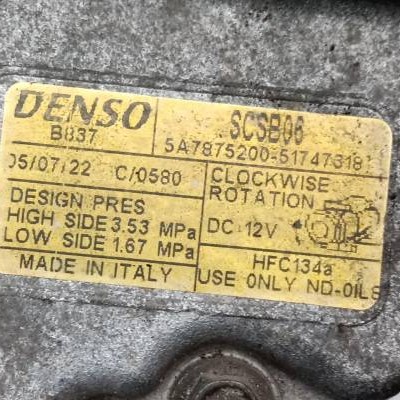 DENSO
B837
SCSB06
5A7875200-51747318
05/07/22 C/0580
CLOCKWISE
ROTATION
DESIGN PRES
HIGH SIDE 3.53 MPa
LOW SIDE 1.67 MPa
DC 12V
MADE IN ITALY
HFC134a
USE ONLY ND-OIL8